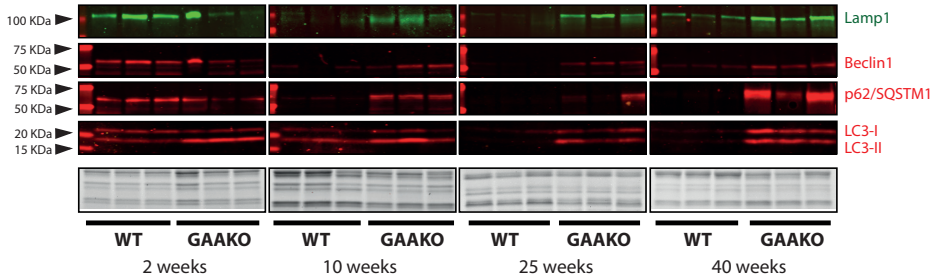 100 KDa
Lamp1
75 KDa
50 KDa
Beclin1
75 KDa
50 KDa
p62/SQSTM1
20 KDa
15 KDa
LC3-I
LC3-II
WT GAAKO WT GAAKO WT GAAKO WT GAAKO
2 weeks 10 weeks 25 weeks 40 weeks